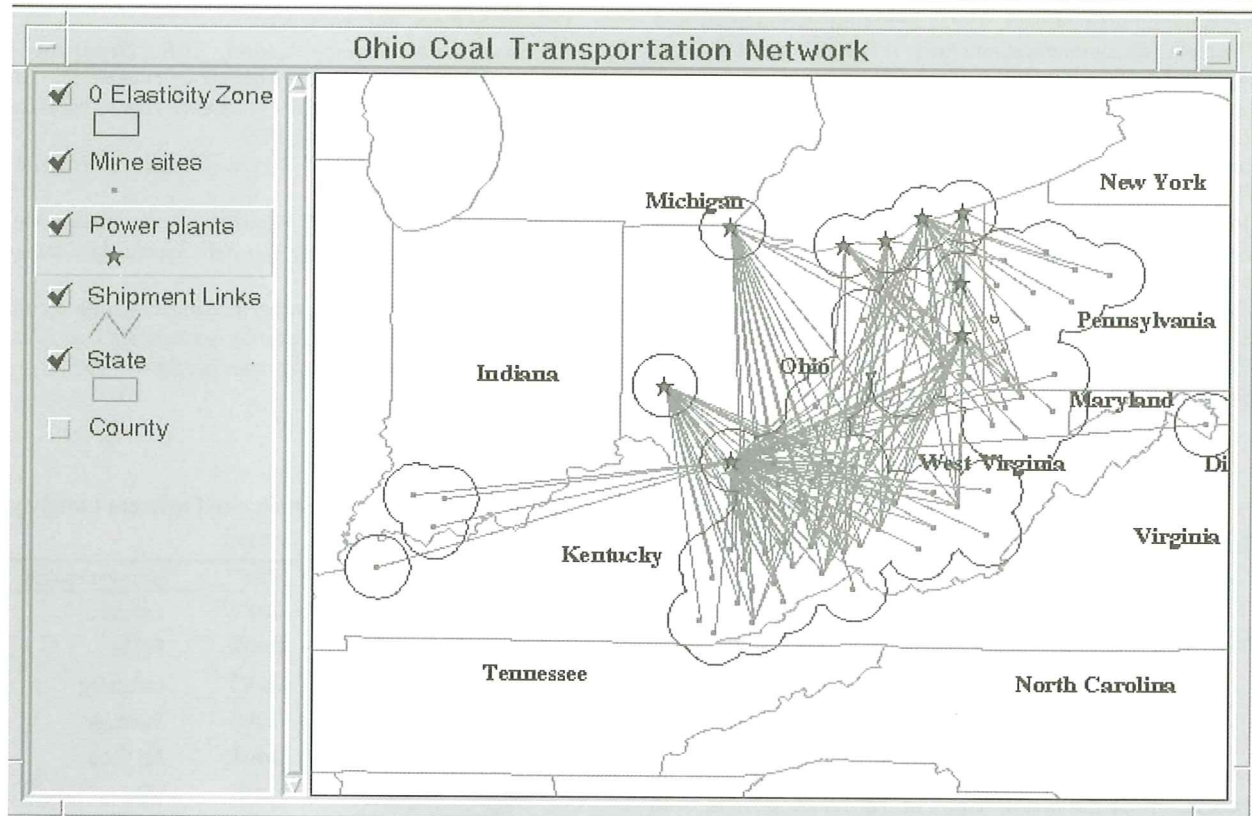 Ohio Coal Transportation Network
0 Elasticity Zone
Mine sites
Power plants
Shipment Links
State
County
Michigan
New York
Pennsylvania
Ohio
Indiana
Maryland
West Virginia
Di
Virginia
Kentucky
Tennessee
North Carolina